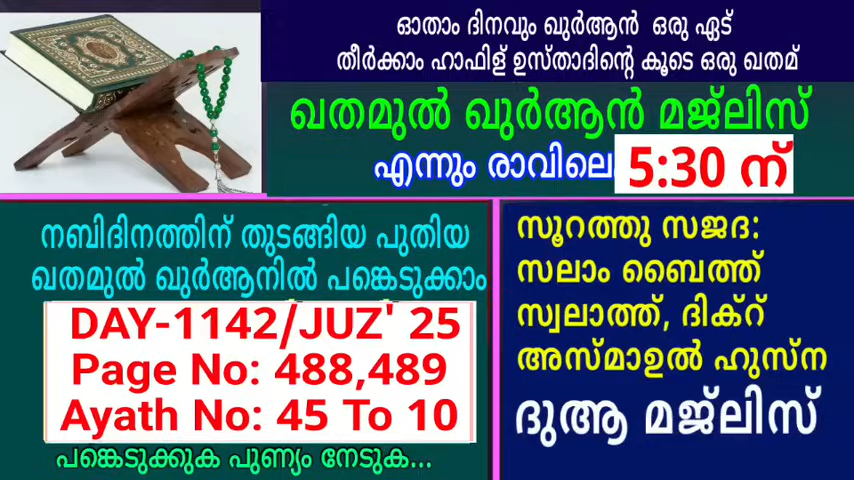 ഓതാം ദിനവും ഖുർആൻ ഒരു ഏട്
തീർക്കാം ഹാഫിള് ഉസ്താദിന്റെ കൂടെ ഒരു ഖതമ്
ഖതമുൽ ഖുർആൻ മജ്ലിസ്
എന്നും രാവിലെ 5:30 ന്
നബിദിനത്തിന് തുടങ്ങിയ പുതിയ
ഖതമുൽ ഖുർആനിൽ പങ്കെടുക്കാം
DAY-1142/JUZ' 25
Page No: 488,489
Ayath No: 45 To 10
പങ്കെടുക്കുക പുണ്യം നേടുക...
സൂറത്തു സജദ:
സലാം ബൈത്ത്
സ്വലാത്ത്, ദിക്റ്
അസ്മാഉൽ ഹുസ്ന
ദുആ മജ്ലിസ്